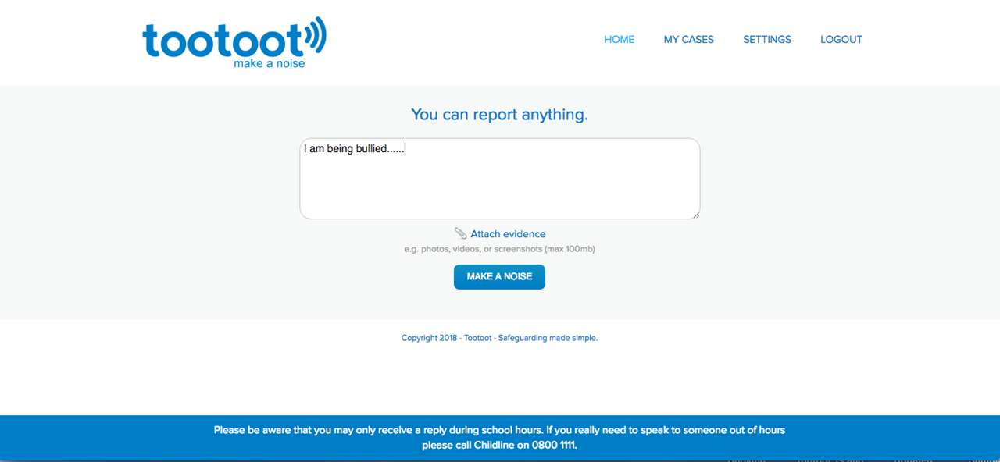 tootoot
make a noise
HOME MY CASES SETTINGS LOGOUT
You can report anything.
I am being bullied......
Attach evidence
e.g. photos, videos, or screenshots (max 100mb)
MAKE A NOISE
Copyright 2018 - Tootoot - Safeguarding made simple.
Please be aware that you may only receive a reply during school hours. If you really need to speak to someone out of hours
please call Childline on 0800 1111.